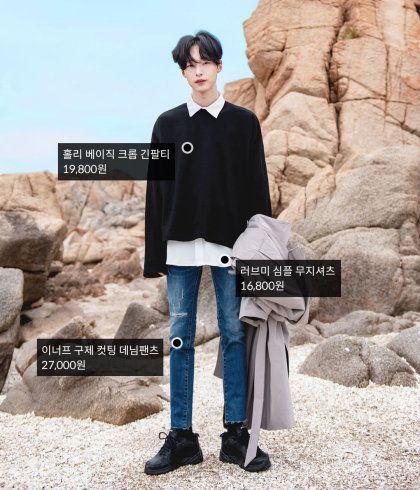 홀리 베이직 크롭 긴팔티
19,800원
러브미 심플 무지셔츠
16,800원
이너프 구제 컷팅 데님팬츠
27,000원